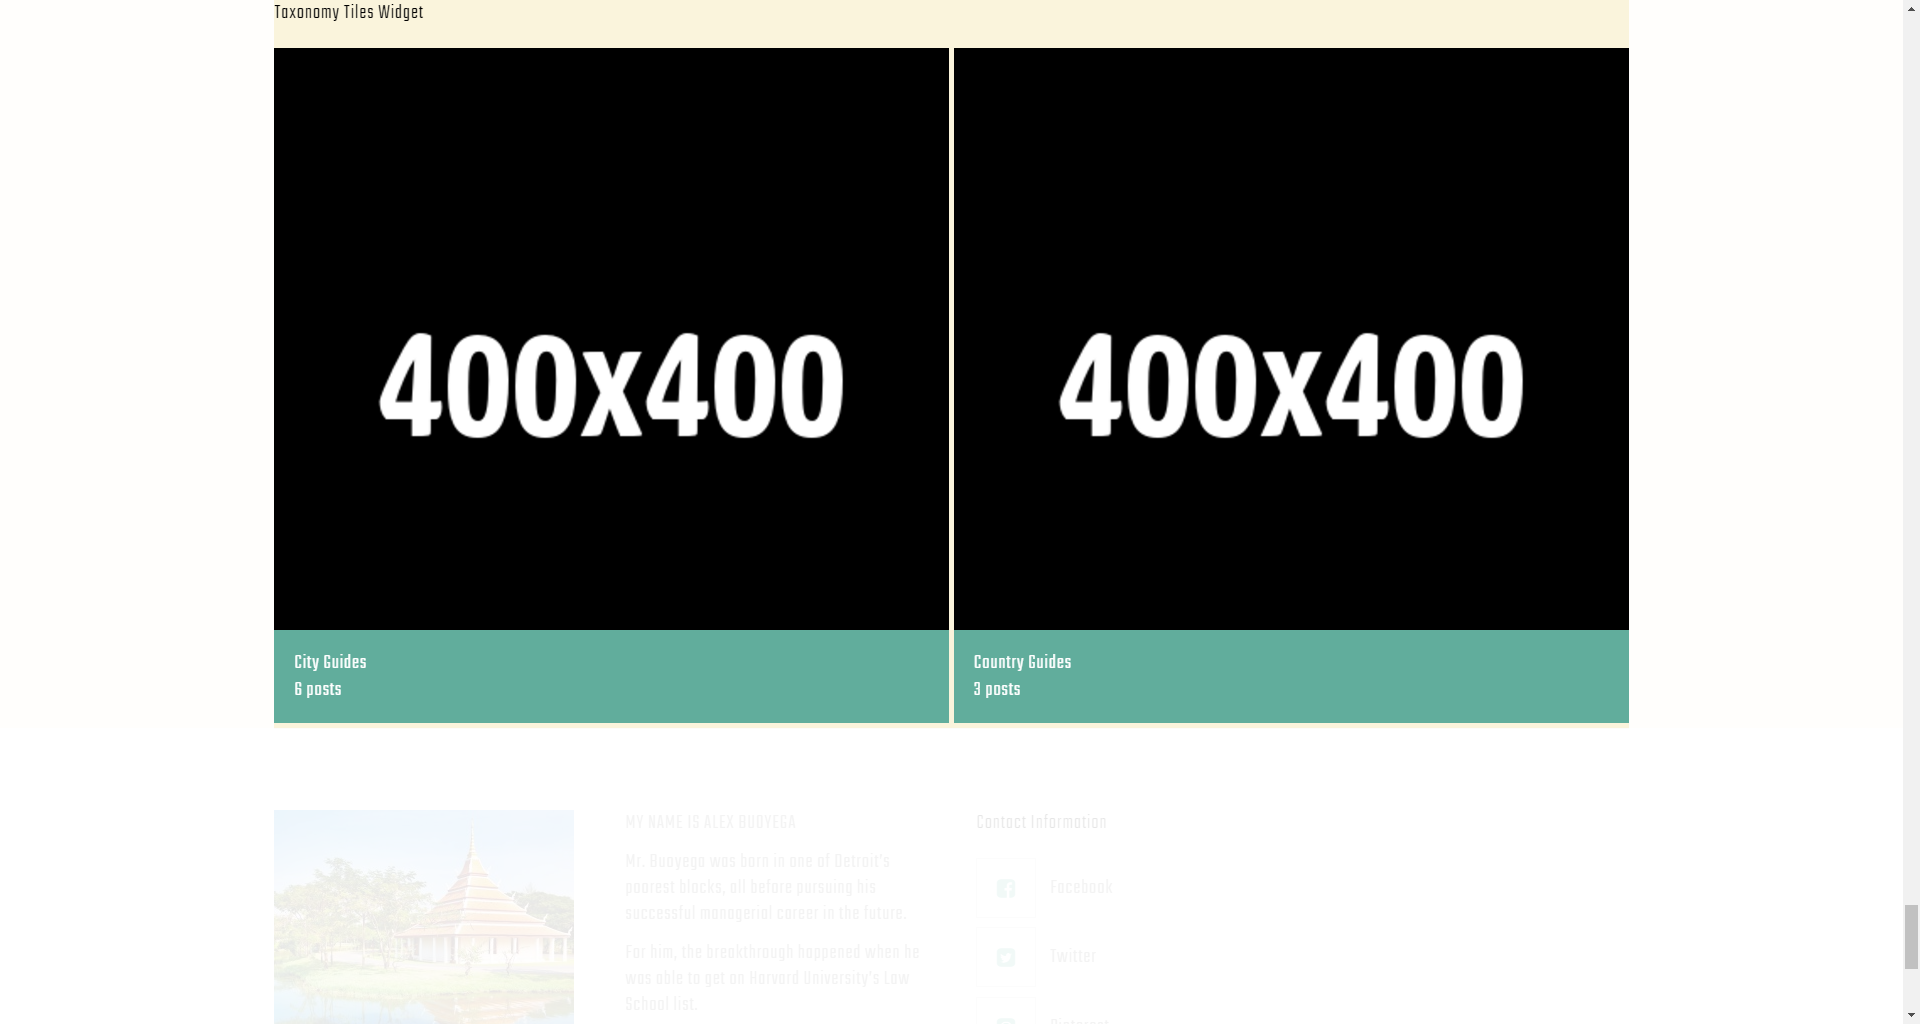 Taxonomy Tiles Widget
400x400
400x400
City Guides
6 posts
Country Guides
3 posts
MY NAME IS ALEX BUOYEGA
Mr. Buoyega was born in one of Detroit's
poorest blocks, all before pursuing his
successful managerial career in the future.
For him, the breakthrough happened when he
was able to get on Harvard University's Law
School list.
Contact Information
Facebook
Twitter
Pinterest